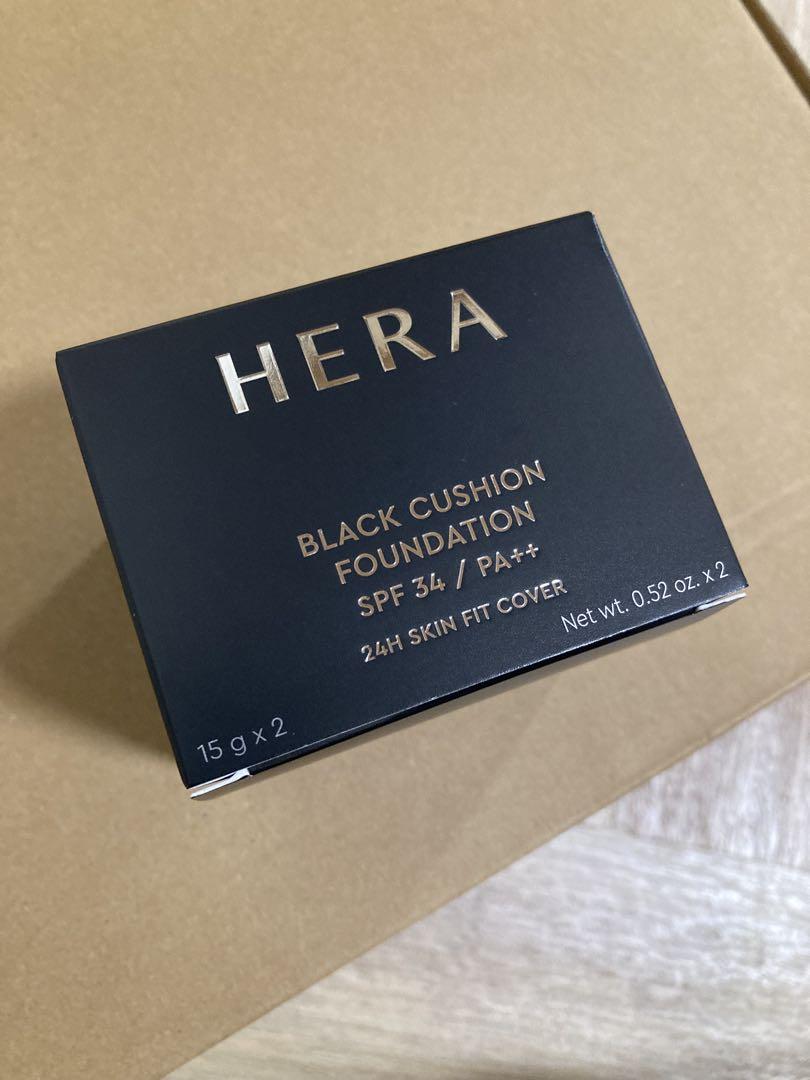 HERA
BLACK CUSHION
FOUNDATION
SPF 34 / PA++
24H SKIN FIT COVER
15 g x 2
Net wt. 0.52 oz. x 2